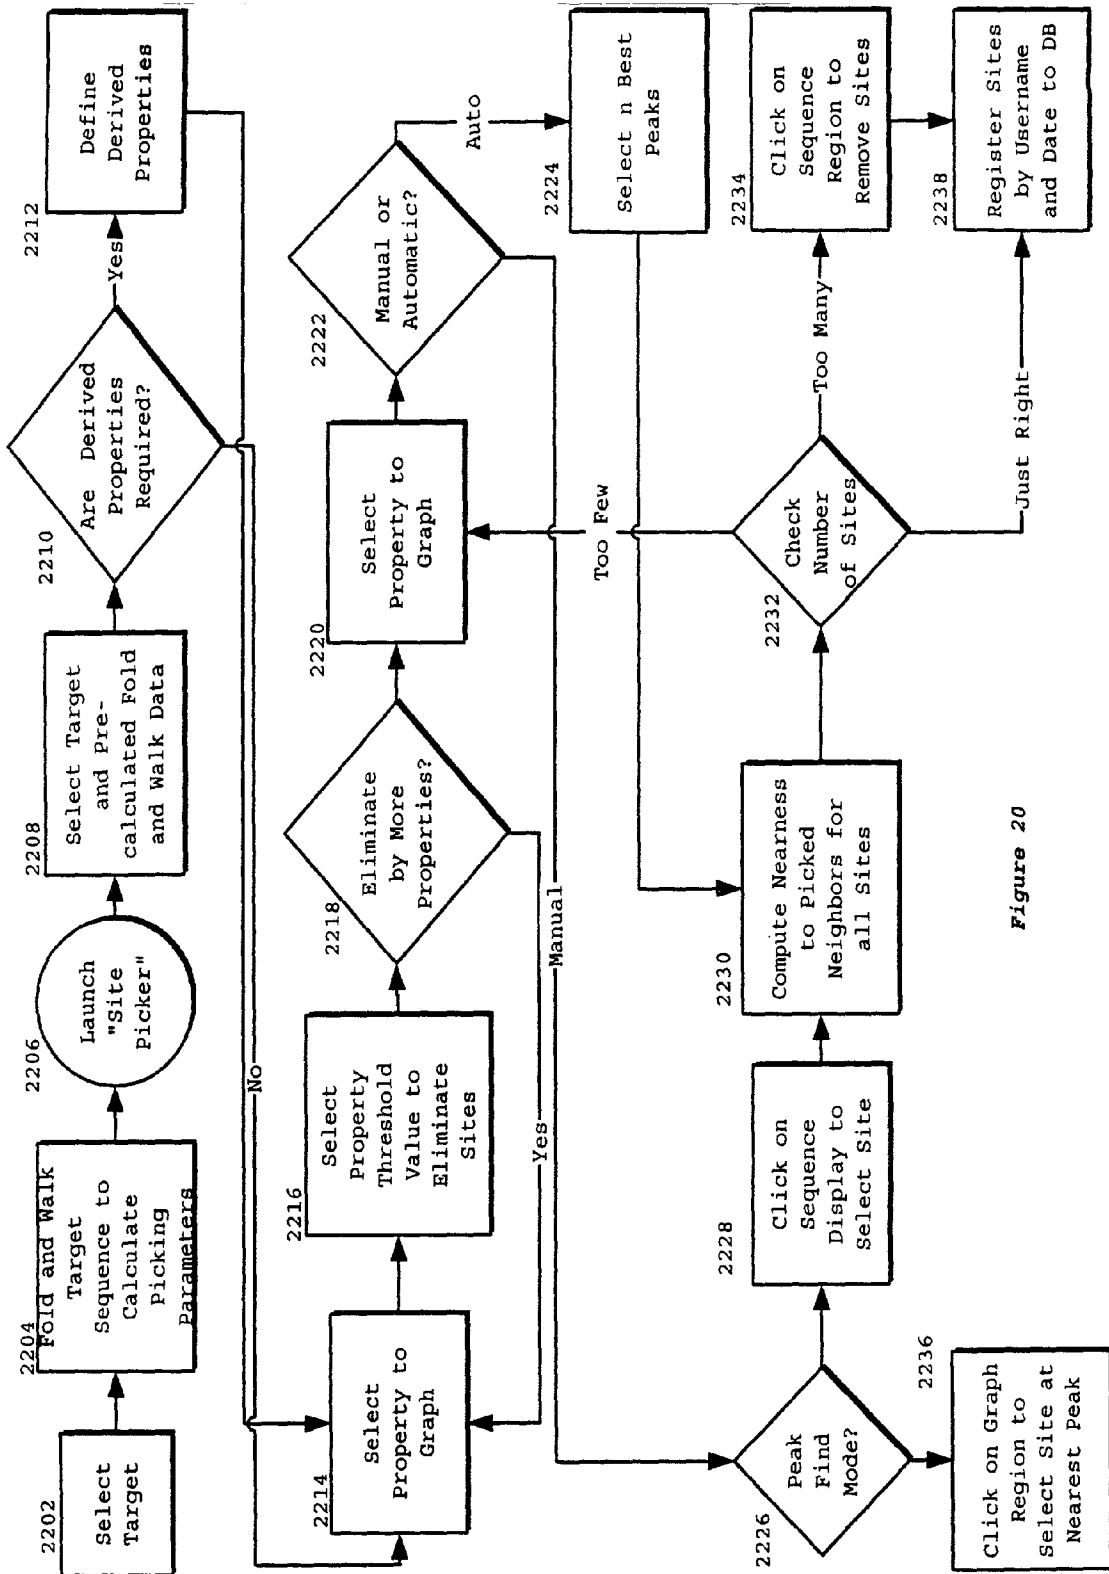 2202
Select
Target
2204
Fold and Walk
Target
Sequence to
Calculate
Picking
Parameters
2206
Launch
"Site
Picker"
2208
Select Target
and Pre-
calculated Fold
and Walk Data
2210
Are Derived
Properties
Required?
Yes
No
2212
Define
Derived
Properties
2214
Select
Property to
Graph
2216
Select
Property
Threshold
Value to
Eliminate
Sites
2218
Eliminate
by More
Properties?
Yes
2220
Select
Property to
Graph
2222
Manual or
Automatic?
Auto
Manual
2224
Select n Best
Peaks
2226
Peak
Find
Mode?
2228
Click on
Sequence
Display to
Select Site
2230
Compute Nearness
to Picked
Neighbors for
all Sites
2232
Check
Number
of Sites
Too Few
Too Many
Just Right
2234
Click on
Sequence
Region to
Remove Sites
2236
Click on Graph
Region to
Select Site at
Nearest Peak
2238
Register Sites
by Username
and Date to DB
Figure 20